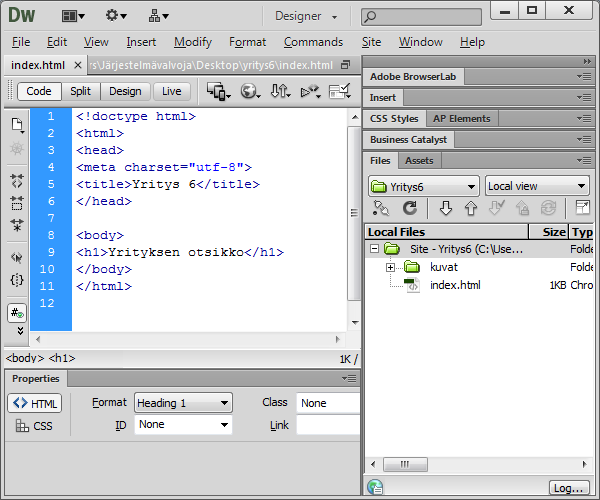 Dw Designer
File Edit View Insert Modify Format Commands Site Window Help
index.html × rs\Järjestelmävalvoja\Desktop\yritys6\index.html
Code Split Design Live
1 <!doctype html>
2 <html>
3 <head>
4 <meta charset="utf-8">
5 <title>Yritys 6</title>
6 </head>
7
8 <body>
9 <h1>Yrityksen otsikko</h1>
10 </body>
11 </html>
12
<body> <h1> 1K /
Properties
<> HTML Format Heading 1 Class None
CSS ID None Link
Adobe BrowserLab
Insert
CSS Styles AP Elements
Business Catalyst
Files Assets
Yritys6 Local view
Local Files Size Typ
Site - Yritys6 (C:\Use... Folde
kuvat Folde
index.html 1KB Chro
Log...